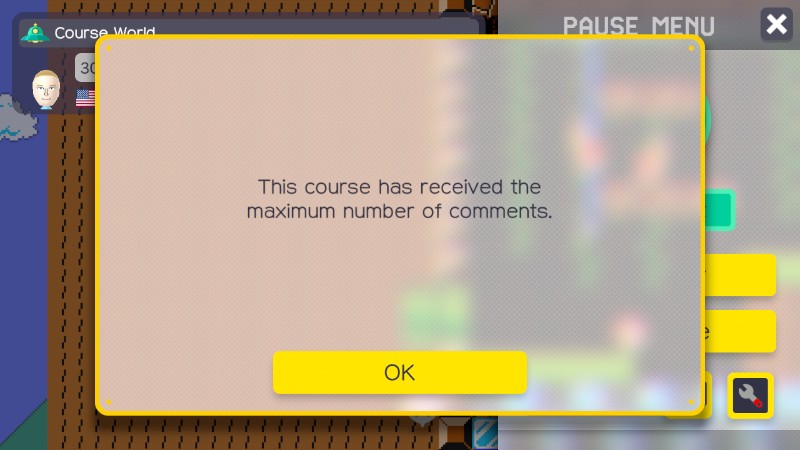 PAUSE MENU
Course World
This course has received the
maximum number of comments.
OK